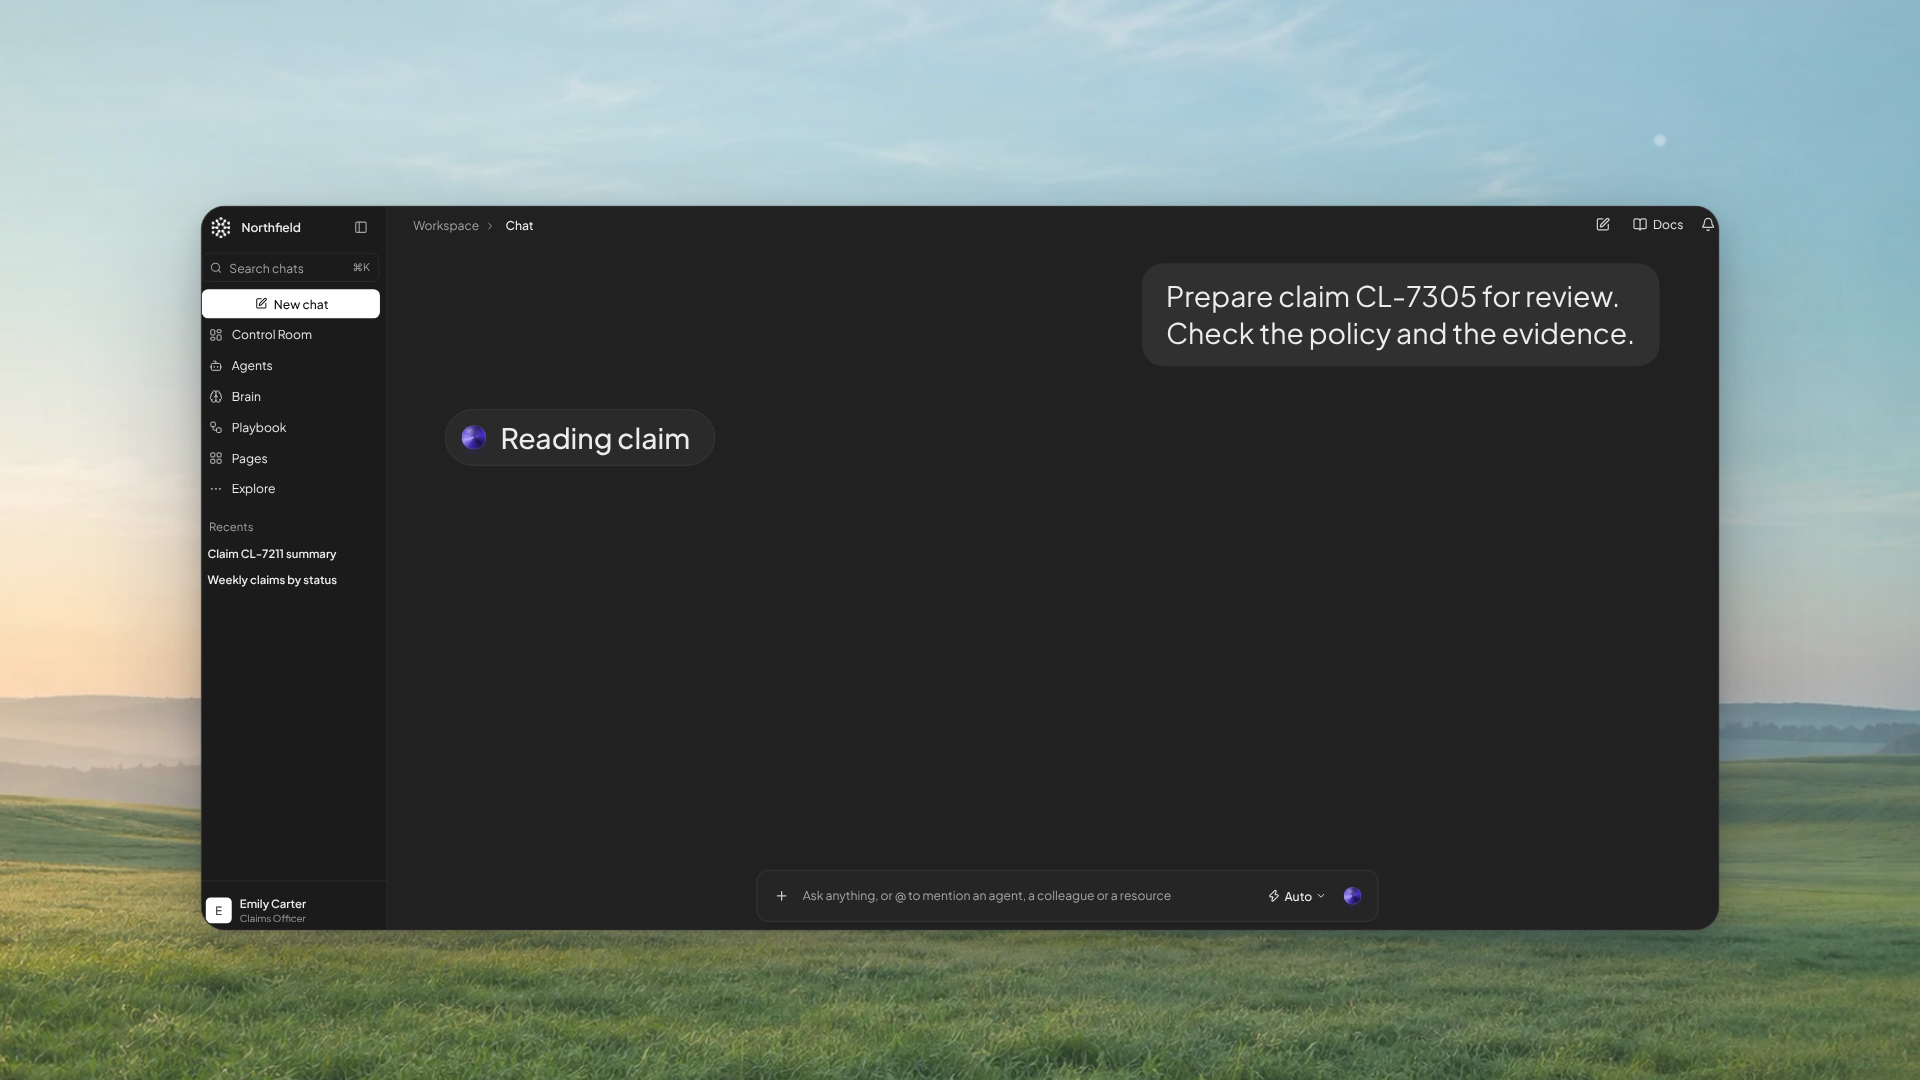 Northfield
Search chats
⌘K
New chat
Control Room
Agents
Brain
Playbook
Pages
Explore
Recents
Claim CL-7211 summary
Weekly claims by status
E
Emily Carter
Claims Officer
Workspace > Chat
Docs
Prepare claim CL-7305 for review.
Check the policy and the evidence.
Reading claim
Ask anything, or @ to mention an agent, a colleague or a resource
Auto